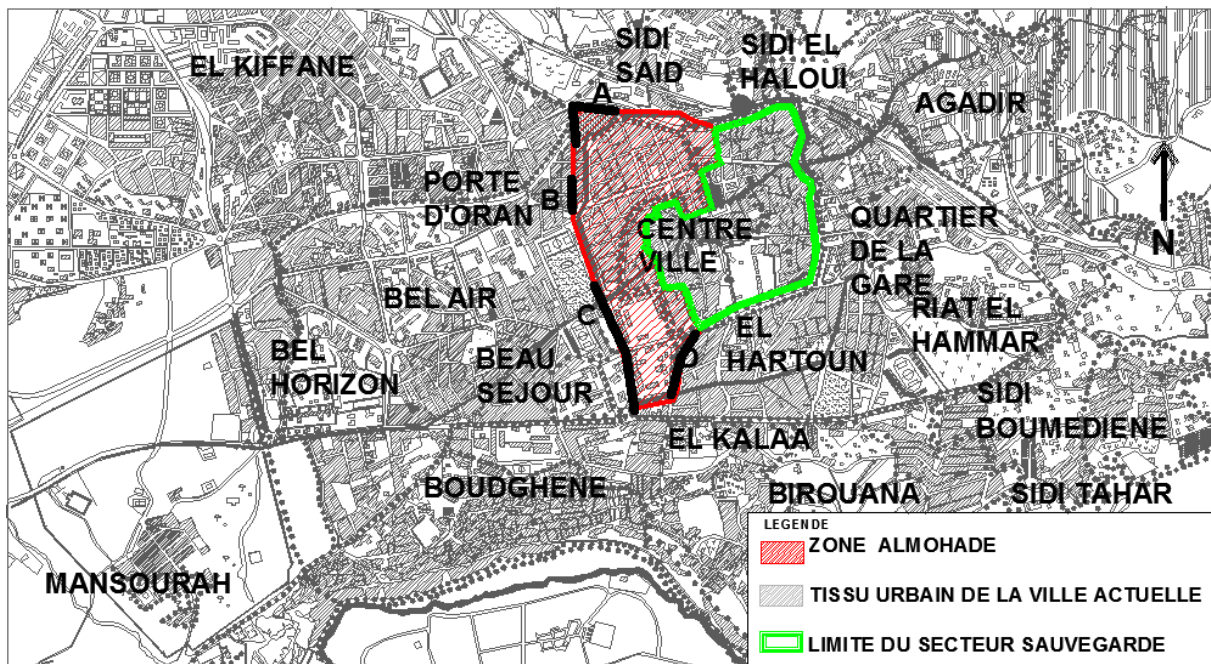 SIDI
SAID
SIDI EL
HALOUI
EL KIFFANE
A
AGADIR
PORTE
D'ORAN
B
CENTRE
VILLE
QUARTIER
DE LA
GARE
N
BEL AIR
C
RIAT EL
HAMMAR
EL
HARTOUN
BEL
HORIZON
BEAU
SEJOUR
D
SIDI
BOUMEDIENE
EL KALAA
BOUDGHENE
BIROUANA
SIDI TAHAR
MANSOURAH
LEGENDE
ZONE ALMOHADE
TISSU URBAIN DE LA VILLE ACTUELLE
LIMITE DU SECTEUR SAUVEGARDE